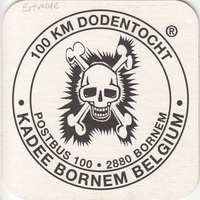 Ertvelde
100 KM DODENTOCHT ®
POSTBUS 100 • 2880 BORNEM
• KADEE BORNEM BELGIUM •